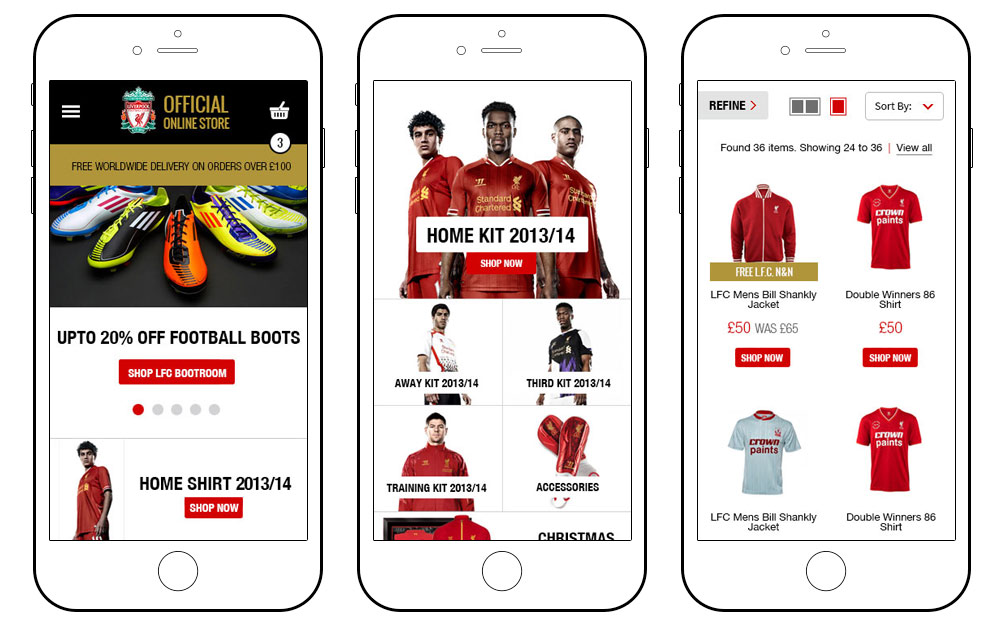 LIVERPOOL
OFFICIAL
ONLINE STORE
3
FREE WORLDWIDE DELIVERY ON ORDERS OVER £100
UPTO 20% OFF FOOTBALL BOOTS
SHOP LFC BOOTROOM
HOME SHIRT 2013/14
SHOP NOW
Standard
Chartered
Standard
Chartered
HOME KIT 2013/14
SHOP NOW
AWAY KIT 2013/14
THIRD KIT 2013/14
TRAINING KIT 2013/14
ACCESSORIES
CHRISTMAS
REFINE
Sort By:
Found 36 items. Showing 24 to 36 | View all
crown
paints
FREE L.F.C. N&N
LFC Mens Bill Shankly
Jacket
£50 WAS £65
SHOP NOW
Double Winners 86
Shirt
£50
SHOP NOW
crown
paints
crown
paints
LFC Mens Bill Shankly
Jacket
Double Winners 86
Shirt